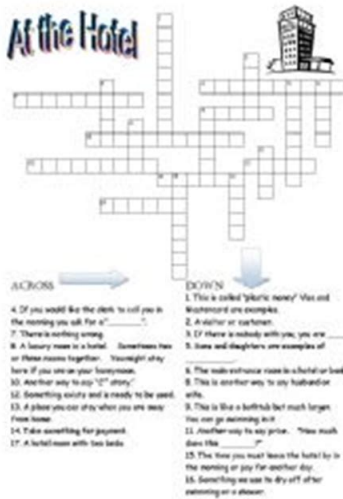 At the Hotel
ACROSS
4. If you would like the clerk to call you in
the morning you ask for a "________".
7. There is nothing wrong.
8. A luxury room in a hotel. Sometimes two
or three rooms together. You might stay
here if you are on your honeymoon.
10. Another way to say "2nd story."
12. Something exists and is ready to be used.
13. A place you can stay when you are away
from home.
14. Take something for payment.
17. A hotel room with two beds.
DOWN
1. This is called "plastic money" Visa and
Mastercard are examples.
2. A visitor or customer.
3. If there is nobody with you, you are ___
5. Sons and daughters are examples of
________.
6. The main entrance room in a hotel or
8. This is another way to say husband or
wife.
9. This is like a bathtub but much larger.
You can go swimming in it.
11. Another way to say price. "How much
does this ________?"
15. The time you must leave the hotel by in
the morning or pay for another day.
16. Something we use to dry off after
swimming or a shower.